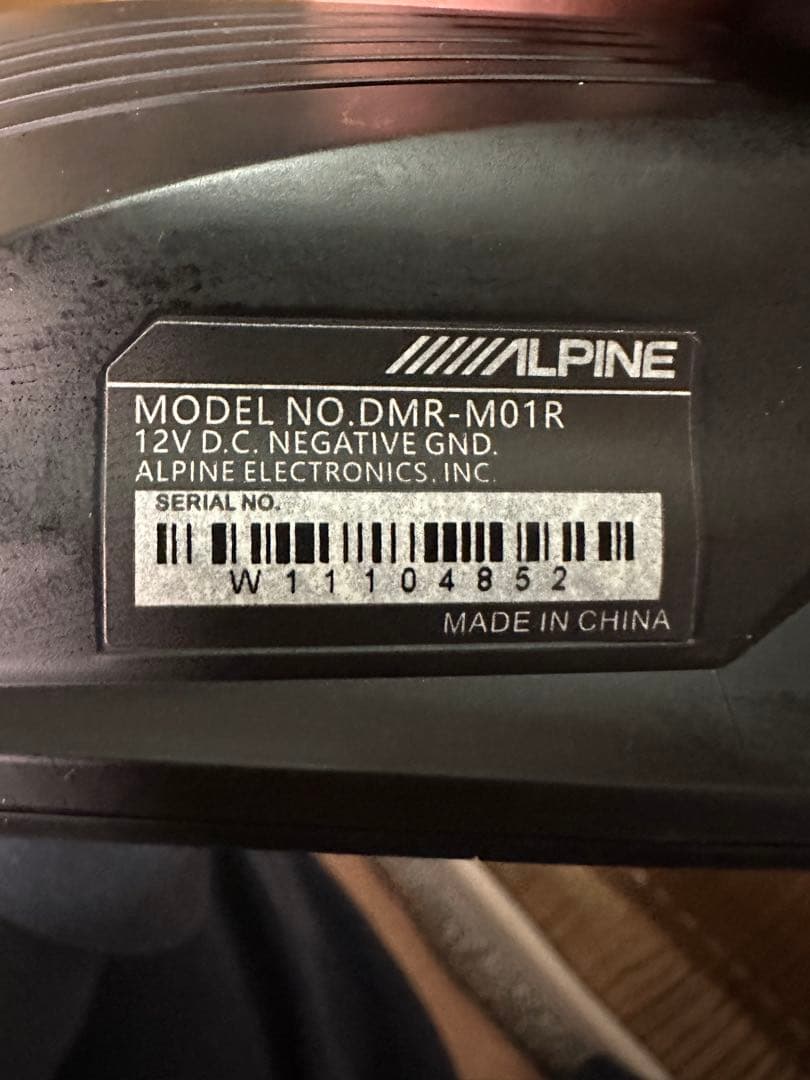 ALPINE
MODEL NO.DMR-M01R
12V D.C. NEGATIVE GND.
ALPINE ELECTRONICS, INC.
SERIAL NO.
W11104852
MADE IN CHINA